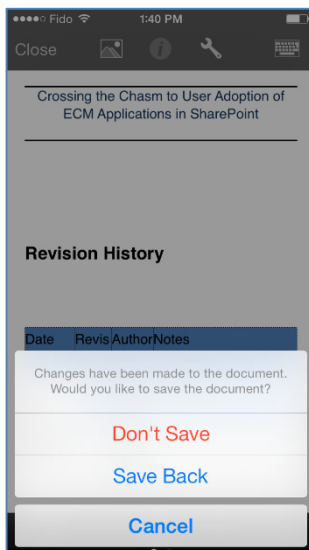 Fido 1:40 PM
Close
Crossing the Chasm to User Adoption of
ECM Applications in SharePoint
Revision History
Date Revis Author Notes
Changes have been made to the document.
Would you like to save the document?
Don't Save
Save Back
Cancel